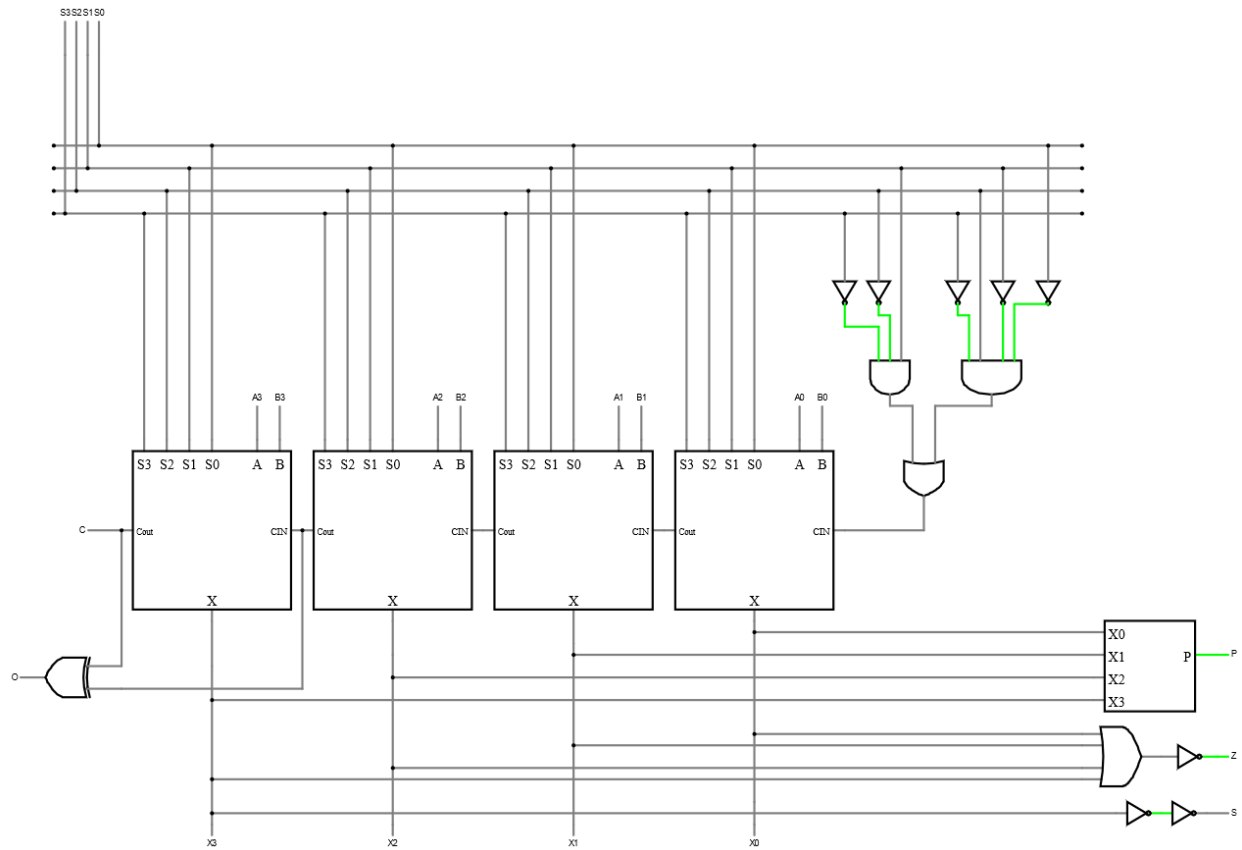 S3S2S1S0
A3 B3 A2 B2 A1 B1 A0 B0
S3 S2 S1 S0 A B S3 S2 S1 S0 A B S3 S2 S1 S0 A B S3 S2 S1 S0 A B
C Cout CIN Cout CIN Cout CIN Cout CIN
X X X X
X0
X1 P P
X2
O
X3
Z
S
X3 X2 X1 X0